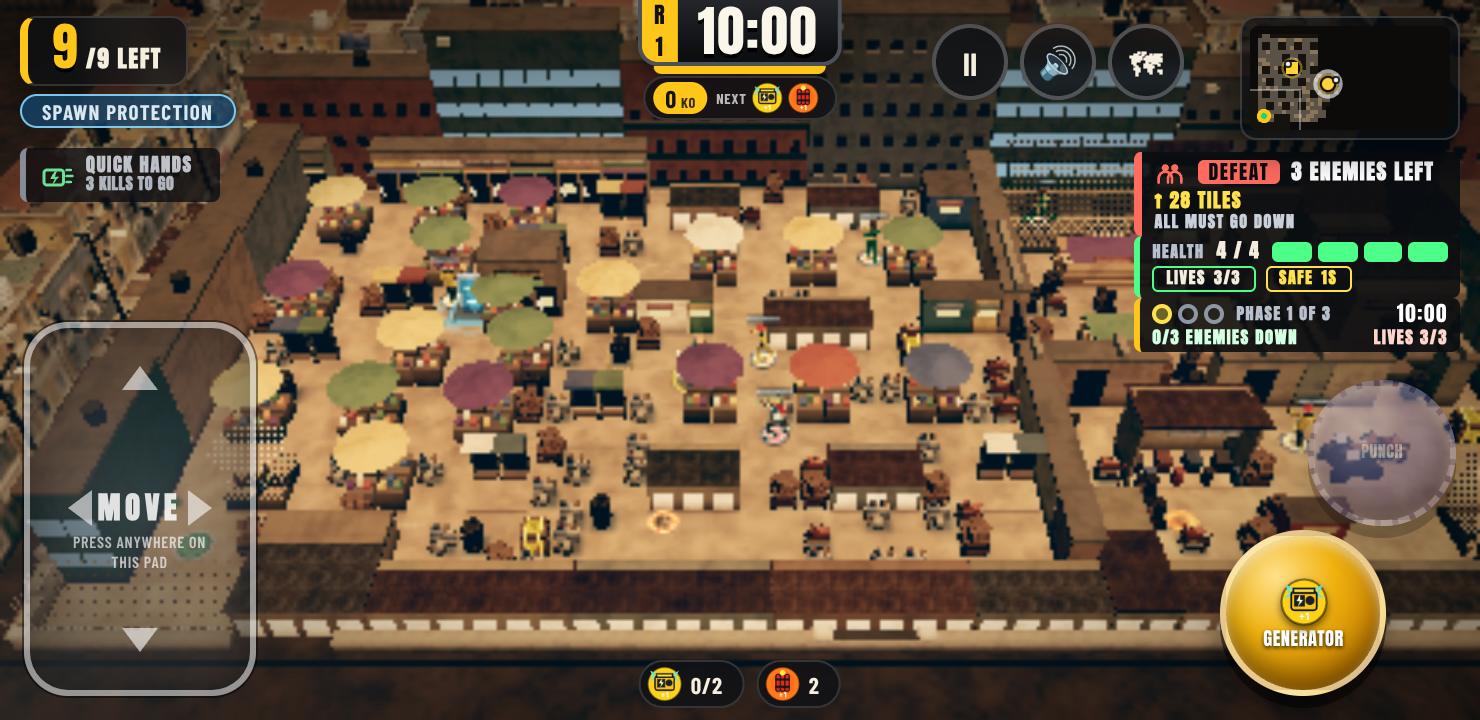 9 /9 LEFT
SPAWN PROTECTION
QUICK HANDS
3 KILLS TO GO
R
1
10:00
0 KO NEXT
DEFEAT 3 ENEMIES LEFT
↑ 28 TILES
ALL MUST GO DOWN
HEALTH 4 / 4
LIVES 3/3 SAFE 1S
PHASE 1 OF 3 10:00
0/3 ENEMIES DOWN LIVES 3/3
MOVE
PRESS ANYWHERE ON
THIS PAD
PUNCH
+1
GENERATOR
0/2
2